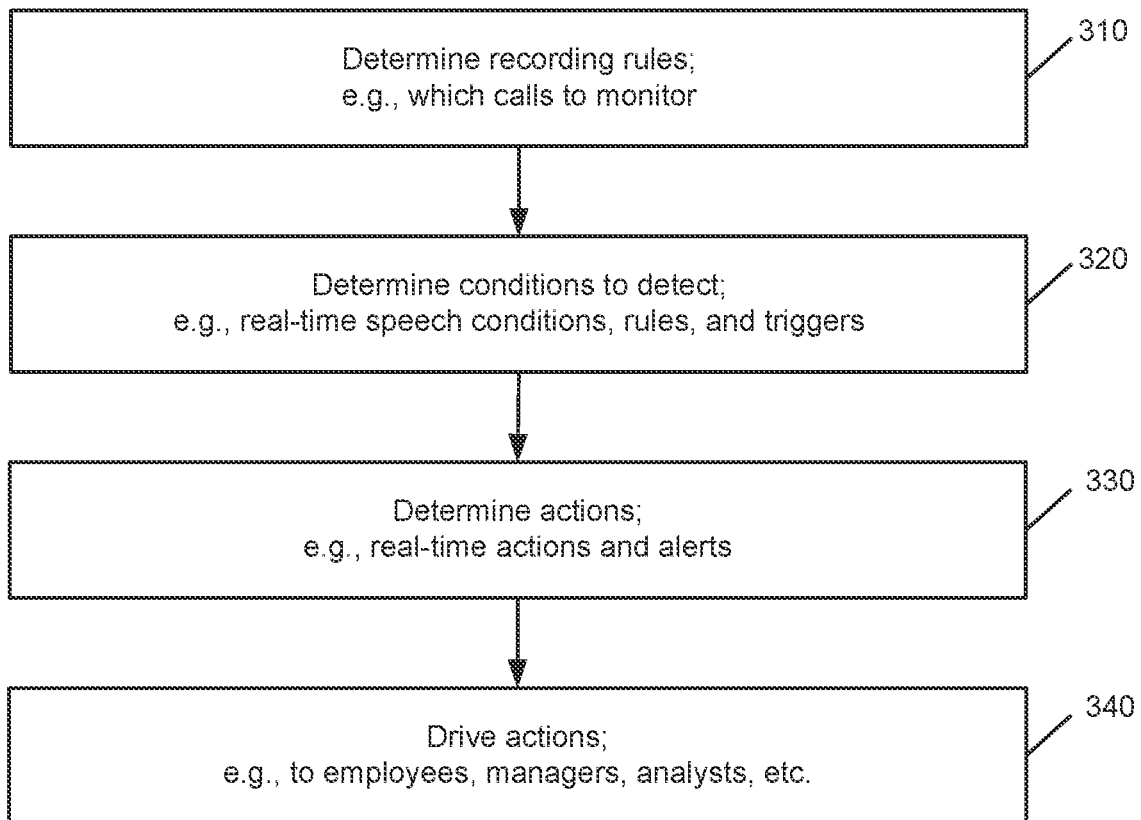 Determine recording rules;
e.g., which calls to monitor
310
Determine conditions to detect;
e.g., real-time speech conditions, rules, and triggers
320
Determine actions;
e.g., real-time actions and alerts
330
Drive actions;
e.g., to employees, managers, analysts, etc.
340